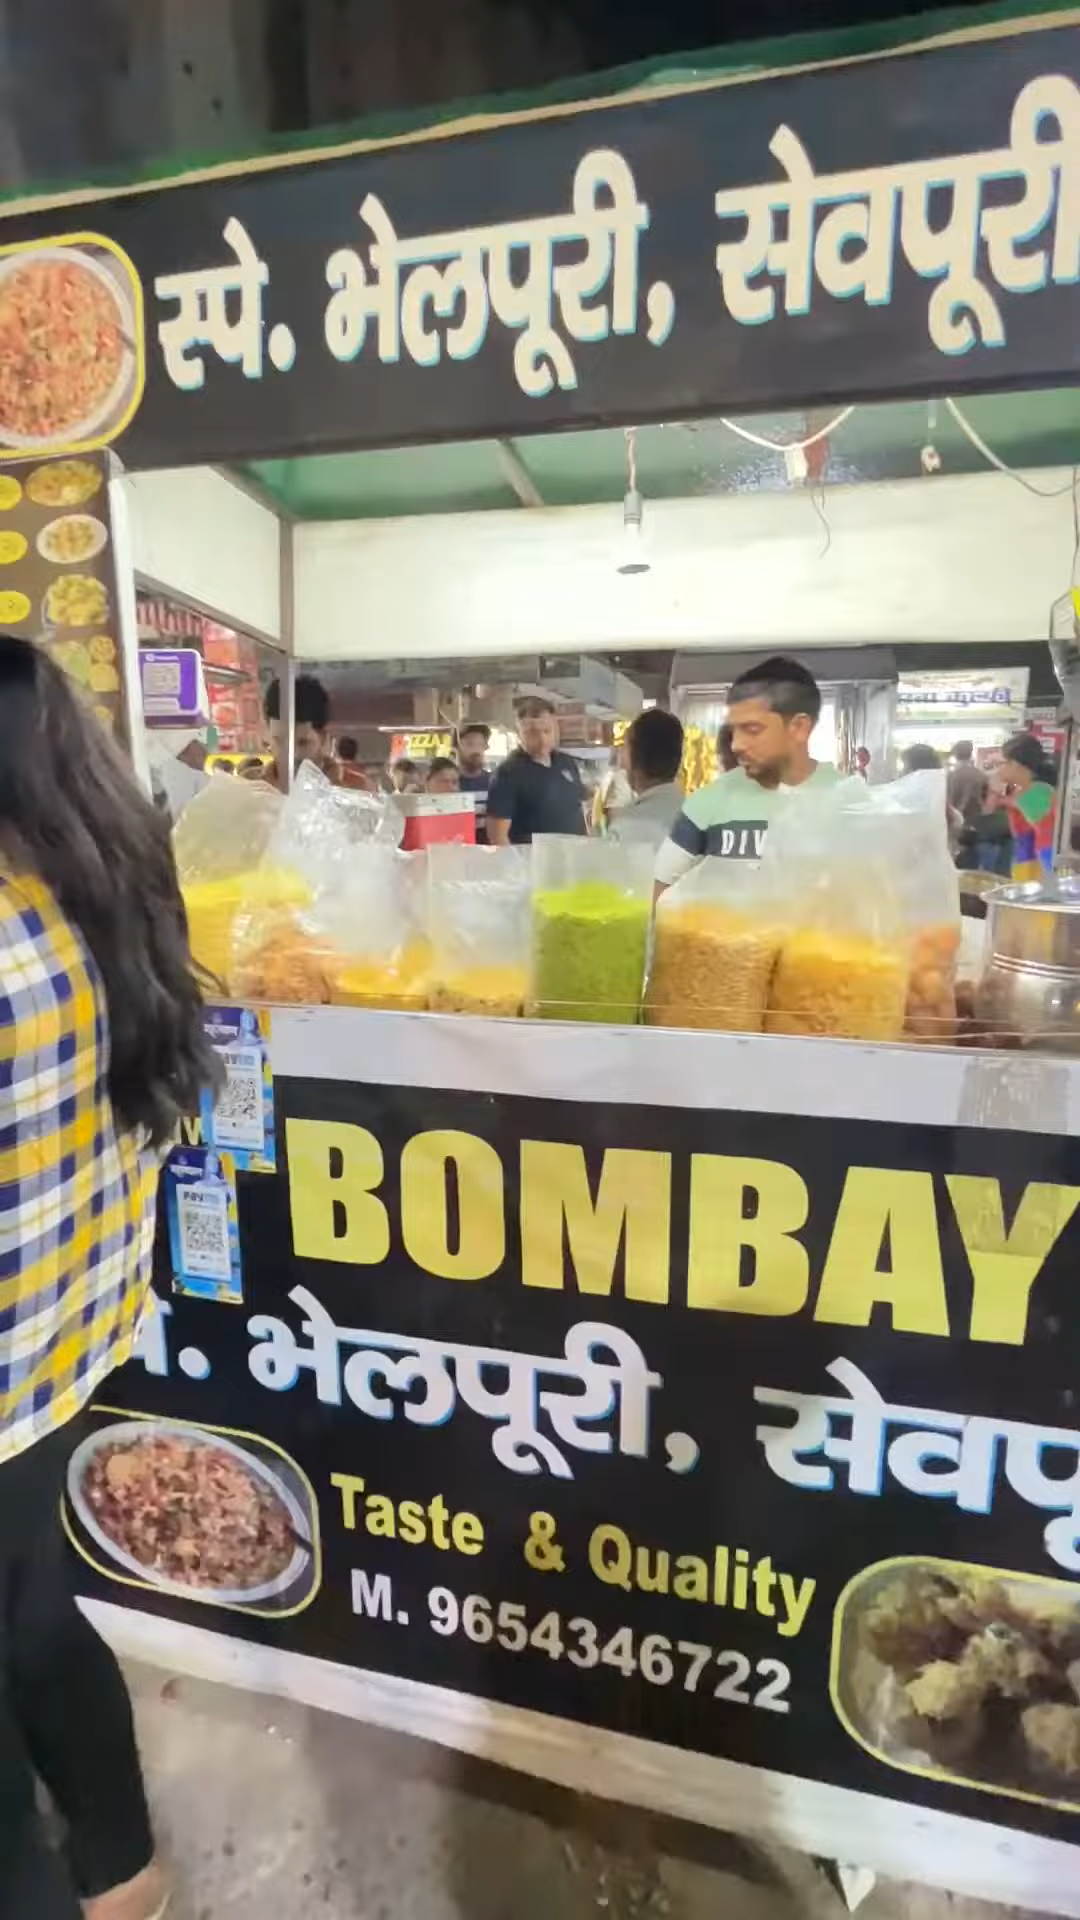 स्पे. भेलपूरी, सेवपूरी
DIV
BOMBAY
. भेलपूरी, सेवपू
Taste & Quality
M. 9654346722